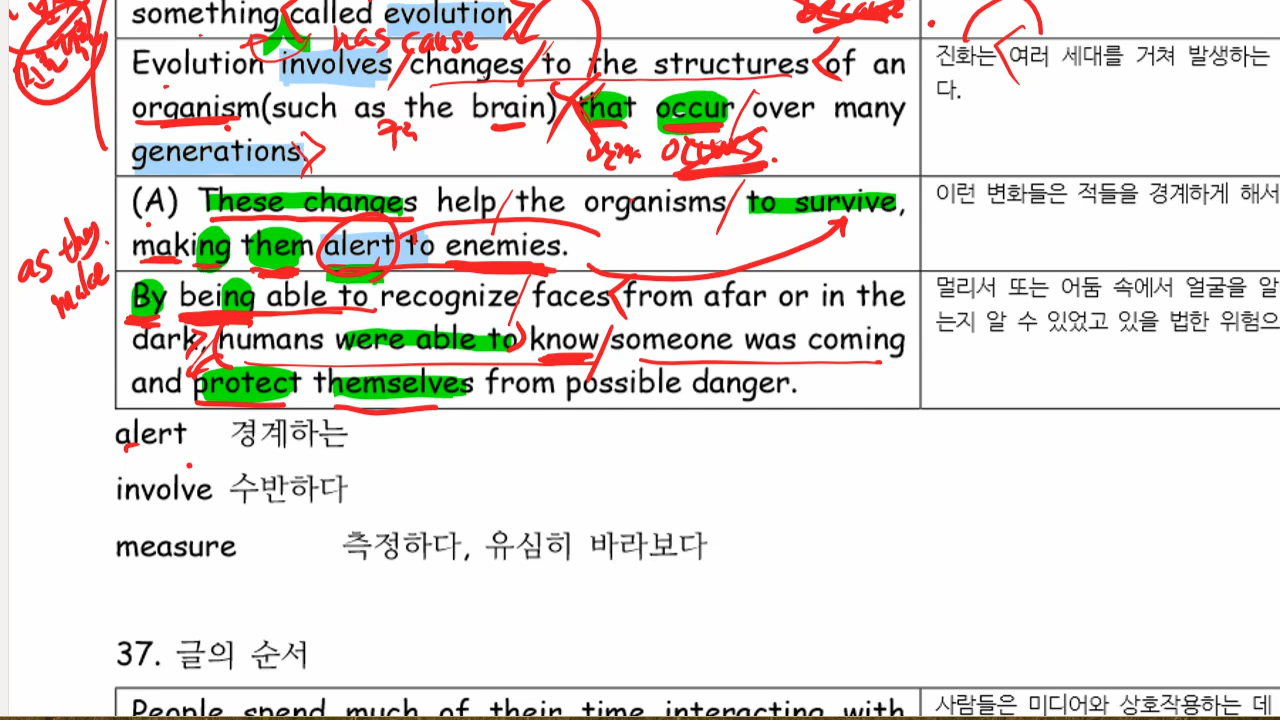 something called evolution
because
has cause
Evolution involves changes to the structures of an
진화는 여러 세대를 거쳐 발생하는
organism(such as the brain) that occur over many
다.
generations.
occurs
(A) These changes help the organisms to survive,
이런 변화들은 적들을 경계하게 해서
making them alert to enemies.
as they
make
By being able to recognize faces from afar or in the
멀리서 또는 어둠 속에서 얼굴을 알
dark, humans were able to know someone was coming
는지 알 수 있었고 있을 법한 위험으
and protect themselves from possible danger.
alert 경계하는
involve 수반하다
measure 측정하다, 유심히 바라보다
37. 글의 순서
People spend much of their time interacting with
사람들은 미디어와 상호작용하는 데